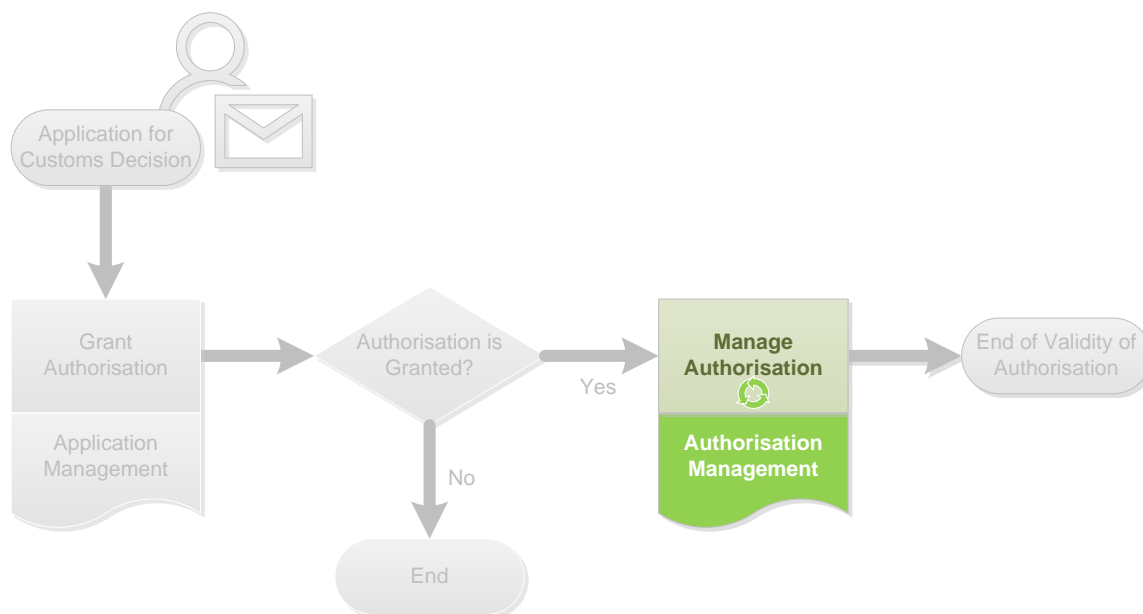 Application for
Customs Decision
Grant
Authorisation
Application
Management
Authorisation is
Granted?
Yes
No
End
Manage
Authorisation
Authorisation
Management
End of Validity of
Authorisation